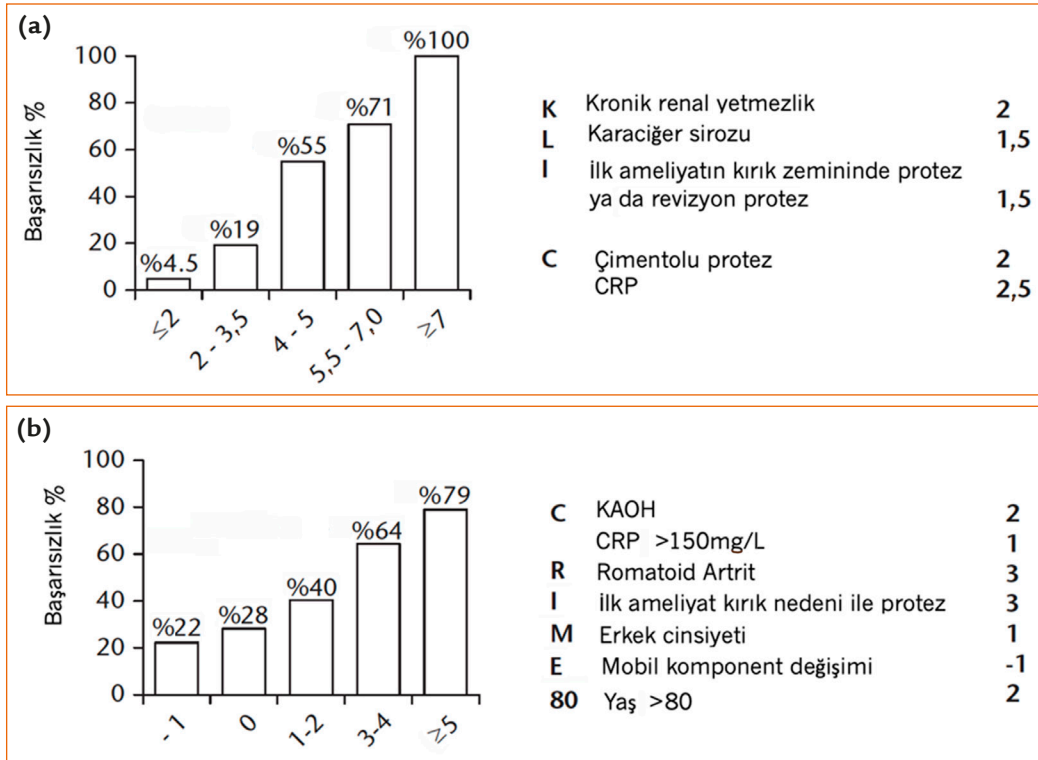 (a)
Başarısızlık %
100
80
60
40
20
0
%4.5
%19
%55
%71
%100
≤2
2 - 3,5
4 - 5
5,5 - 7,0
≥7
K Kronik renal yetmezlik 2
L Karaciğer sirozu 1,5
I İlk ameliyatın kırık zemininde protez
ya da revizyon protez 1,5
C Çimentolu protez 2
CRP 2,5
(b)
Başarısızlık %
100
80
60
40
20
0
%22
%28
%40
%64
%79
- 1
0
1-2
3-4
≥5
C KAOH 2
CRP >150mg/L 1
R Romatoid Artrit 3
I İlk ameliyat kırık nedeni ile protez 3
M Erkek cinsiyeti 1
E Mobil komponent değişimi -1
80 Yaş >80 2